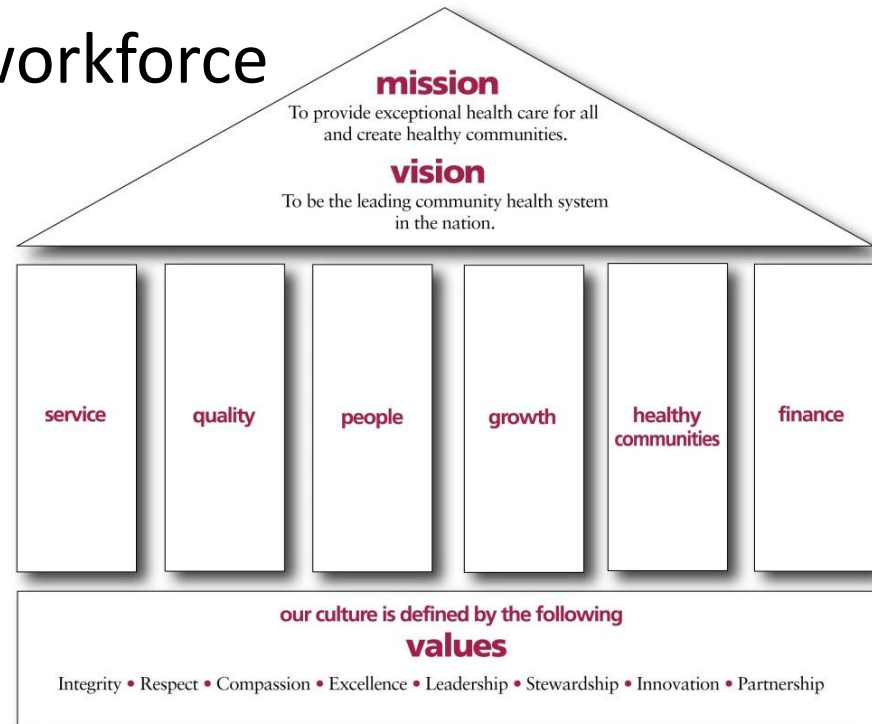 workforce
mission
To provide exceptional health care for all
and create healthy communities.
vision
To be the leading community health system
in the nation.
service
quality
people
growth
healthy
communities
finance
our culture is defined by the following
values
Integrity • Respect • Compassion • Excellence • Leadership • Stewardship • Innovation • Partnership